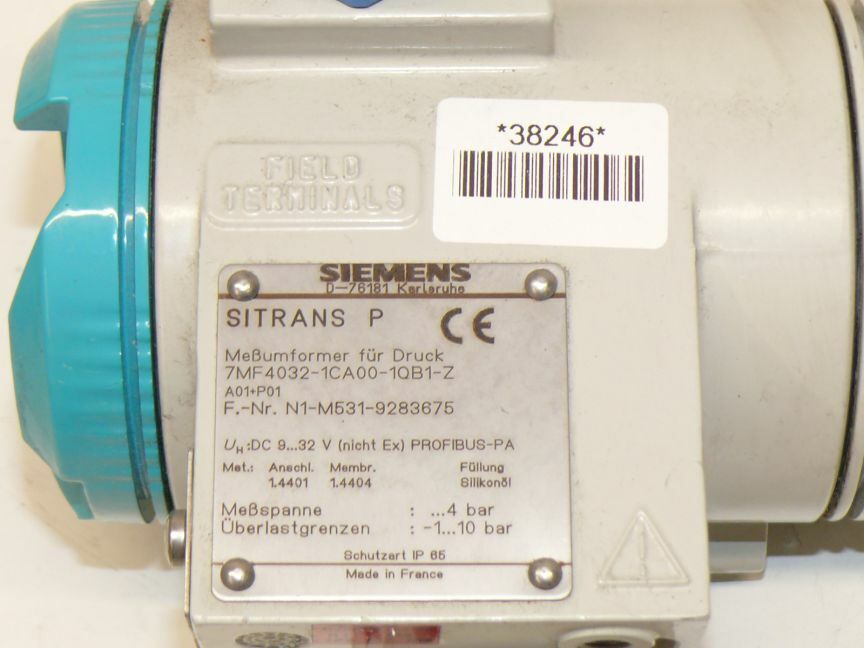 *38246*
FIELD
TERMINALS
SIEMENS
D-76181 Karlsruhe
SITRANS P CE
Meßumformer für Druck
7MF4032-1CA00-1QB1-Z
A01+P01
F.-Nr. N1-M531-9283675
UH:DC 9...32 V (nicht Ex) PROFIBUS-PA
Mat.: Anschl. Membr. Füllung
1.4401 1.4404 Silikonöl
Meßspanne : ...4 bar
Überlastgrenzen : -1...10 bar
Schutzart IP 65
Made in France